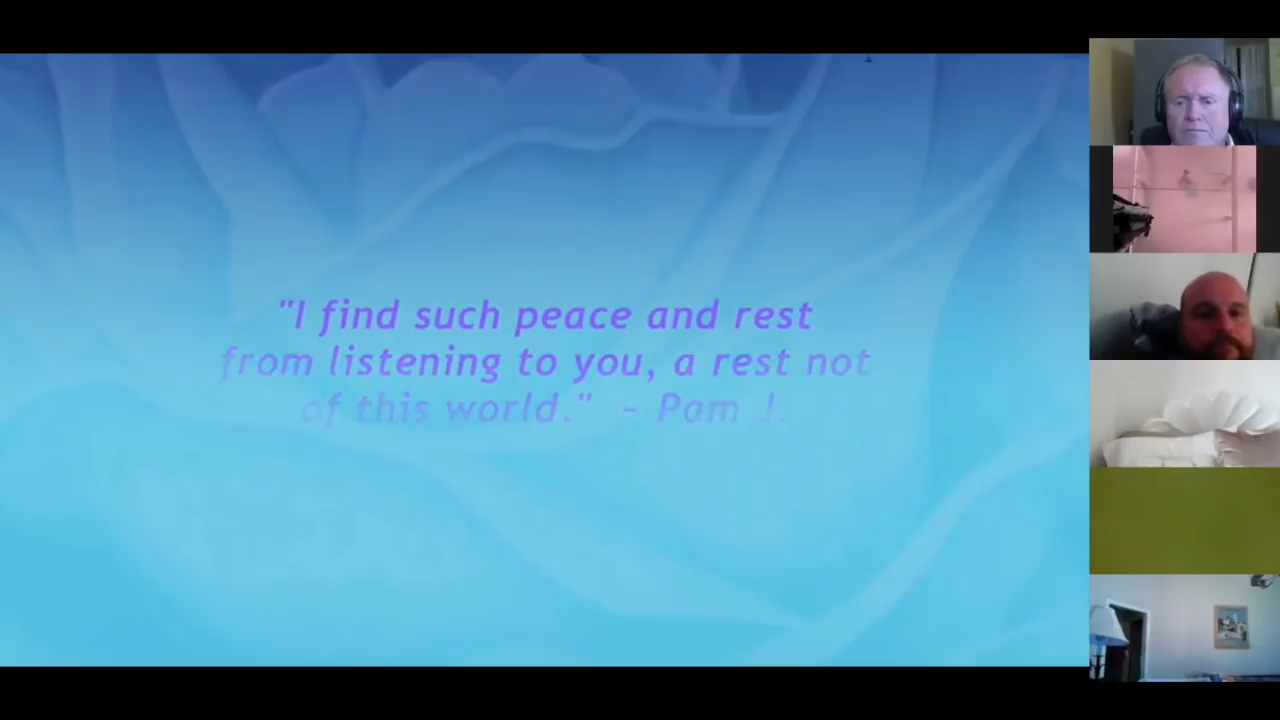 "I find such peace and rest
from listening to you, a rest not
of this world." – Pam J.